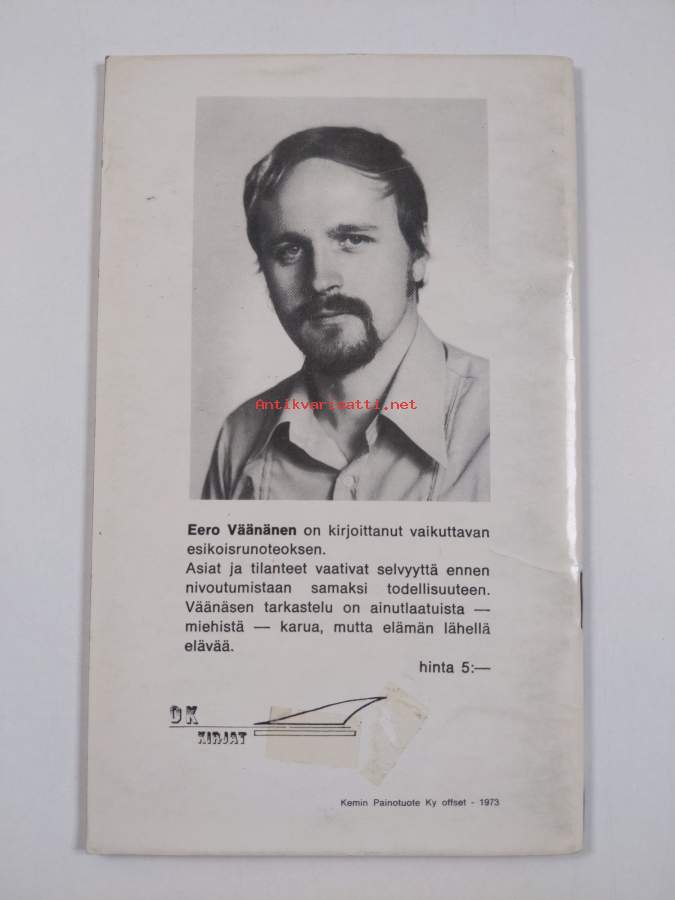 Antikvariaatti.net
Eero Väänänen on kirjoittanut vaikuttavan
esikoisrunoteoksen.
Asiat ja tilanteet vaativat selvyyttä ennen
nivoutumistaan samaksi todellisuuteen.
Väänäsen tarkastelu on ainutlaatuista —
miehistä — karua, mutta elämän lähellä
elävää.
hinta 5:—
OK
KIRJAT
Kemin Painotuote Ky offset - 1973